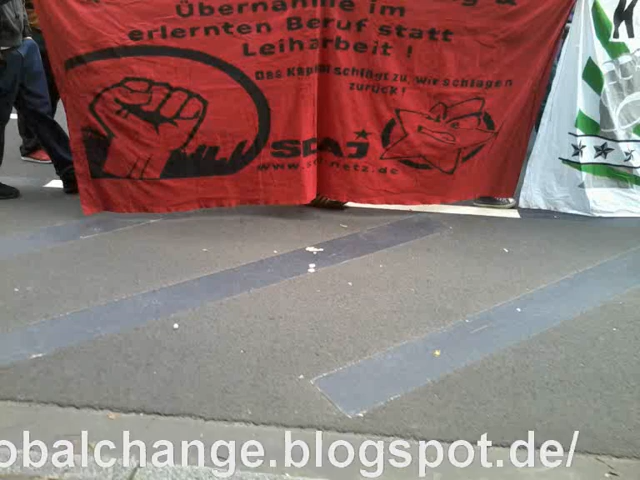 &
Übernahme im
erlernten Beruf statt
Leiharbeit !
Das Kapital schlägt zu, wir schlagen
zurück!
SDAJ
www.sdaj-netz.de
obalchange.blogspot.de/